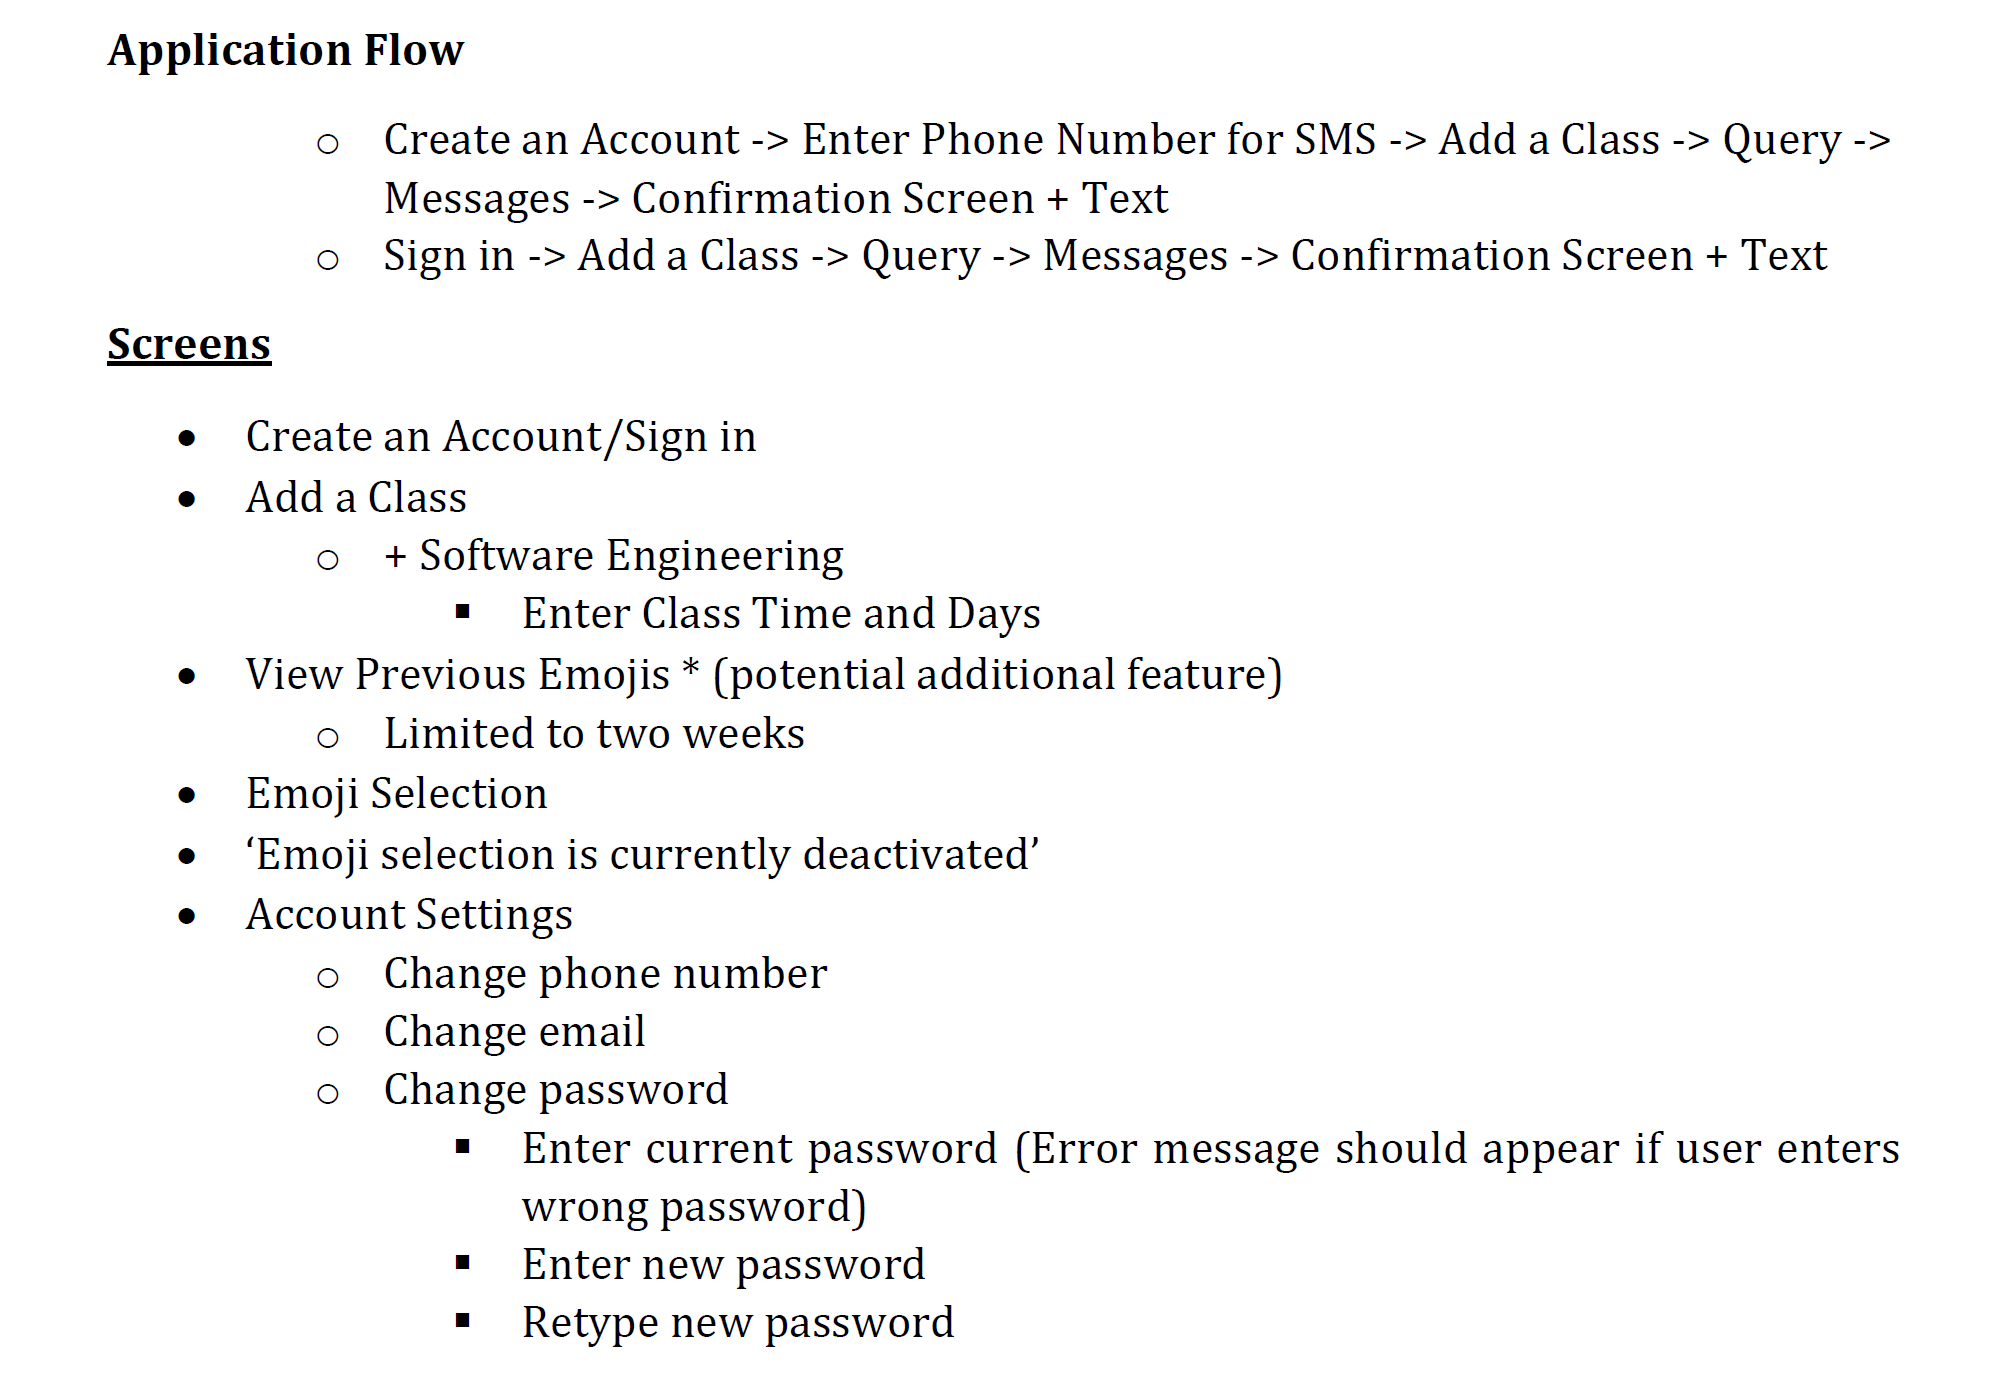 Application Flow
○ Create an Account -> Enter Phone Number for SMS -> Add a Class -> Query ->
Messages -> Confirmation Screen + Text
○ Sign in -> Add a Class -> Query -> Messages -> Confirmation Screen + Text
Screens
● Create an Account/Sign in
● Add a Class
○ + Software Engineering
■ Enter Class Time and Days
● View Previous Emojis * (potential additional feature)
○ Limited to two weeks
● Emoji Selection
● ‘Emoji selection is currently deactivated’
● Account Settings
○ Change phone number
○ Change email
○ Change password
■ Enter current password (Error message should appear if user enters
wrong password)
■ Enter new password
■ Retype new password